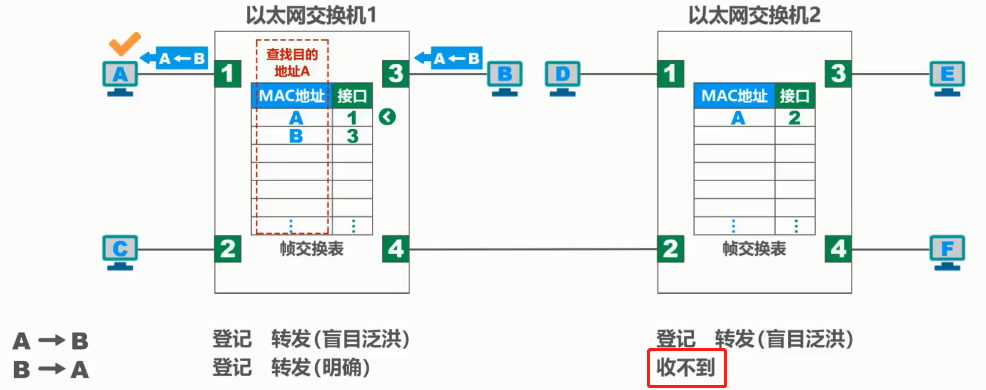 以太网交换机1
以太网交换机2
A
A←B
1
查找目的
地址A
3
A←B
B
D
1
3
E
MAC地址 接口
A 1
B 3
⋮ ⋮
MAC地址 接口
A 2
⋮ ⋮
C
2
帧交换表
4
2
帧交换表
4
F
A→B 登记 转发(盲目泛洪) 登记 转发(盲目泛洪)
B→A 登记 转发(明确) 收不到